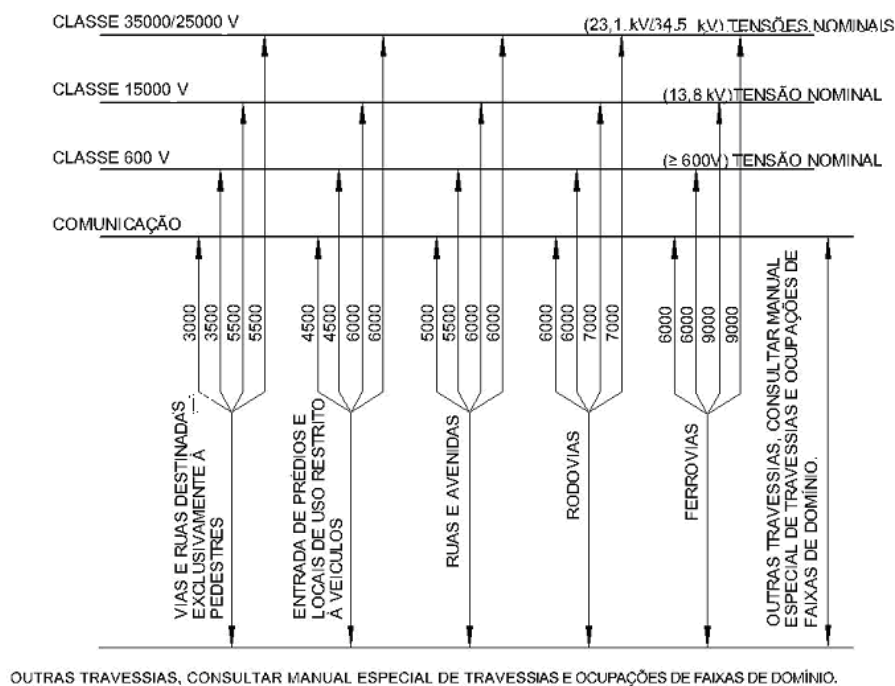 CLASSE 35000/25000 V
(23,1 kV/34.5 kV) TENSÕES NOMINAIS
CLASSE 15000 V
(13,8 kV) TENSÃO NOMINAL
CLASSE 600 V
(≥ 600V) TENSÃO NOMINAL
COMUNICAÇÃO
3000
3500
5500
5500
4500
4500
6000
6000
5000
5500
6000
6000
6000
6000
7000
7000
6000
6000
9000
9000
VIAS E RUAS DESTINADAS
EXCLUSIVAMENTE À
PEDESTRES
ENTRADA DE PRÉDIOS E
LOCAIS DE USO RESTRITO
À VEÍCULOS
RUAS E AVENIDAS
RODOVIAS
FERROVIAS
OUTRAS TRAVESSIAS, CONSULTAR MANUAL
ESPECIAL DE TRAVESSIAS E OCUPAÇÕES DE
FAIXAS DE DOMÍNIO.
OUTRAS TRAVESSIAS, CONSULTAR MANUAL ESPECIAL DE TRAVESSIAS E OCUPAÇÕES DE FAIXAS DE DOMÍNIO.